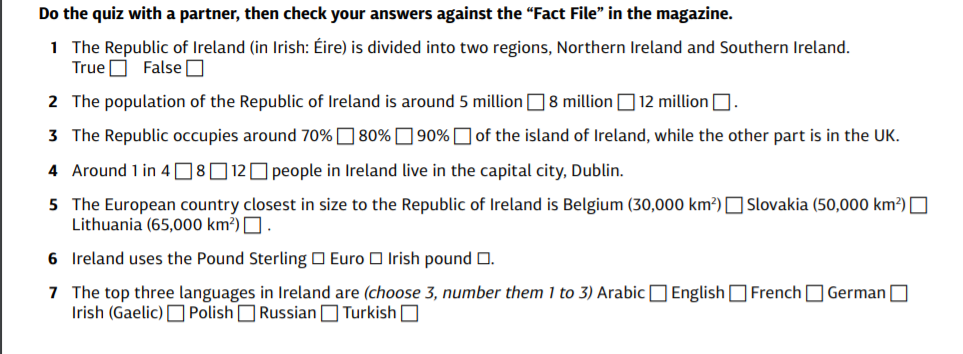 Do the quiz with a partner, then check your answers against the “Fact File” in the magazine.
1 The Republic of Ireland (in Irish: Éire) is divided into two regions, Northern Ireland and Southern Ireland.
True □ False □
2 The population of the Republic of Ireland is around 5 million □ 8 million □ 12 million □.
3 The Republic occupies around 70% □ 80% □ 90% □ of the island of Ireland, while the other part is in the UK.
4 Around 1 in 4 □ 8 □ 12 □ people in Ireland live in the capital city, Dublin.
5 The European country closest in size to the Republic of Ireland is Belgium (30,000 km²) □ Slovakia (50,000 km²) □
Lithuania (65,000 km²) □ .
6 Ireland uses the Pound Sterling □ Euro □ Irish pound □.
7 The top three languages in Ireland are (choose 3, number them 1 to 3) Arabic □ English □ French □ German □
Irish (Gaelic) □ Polish □ Russian □ Turkish □